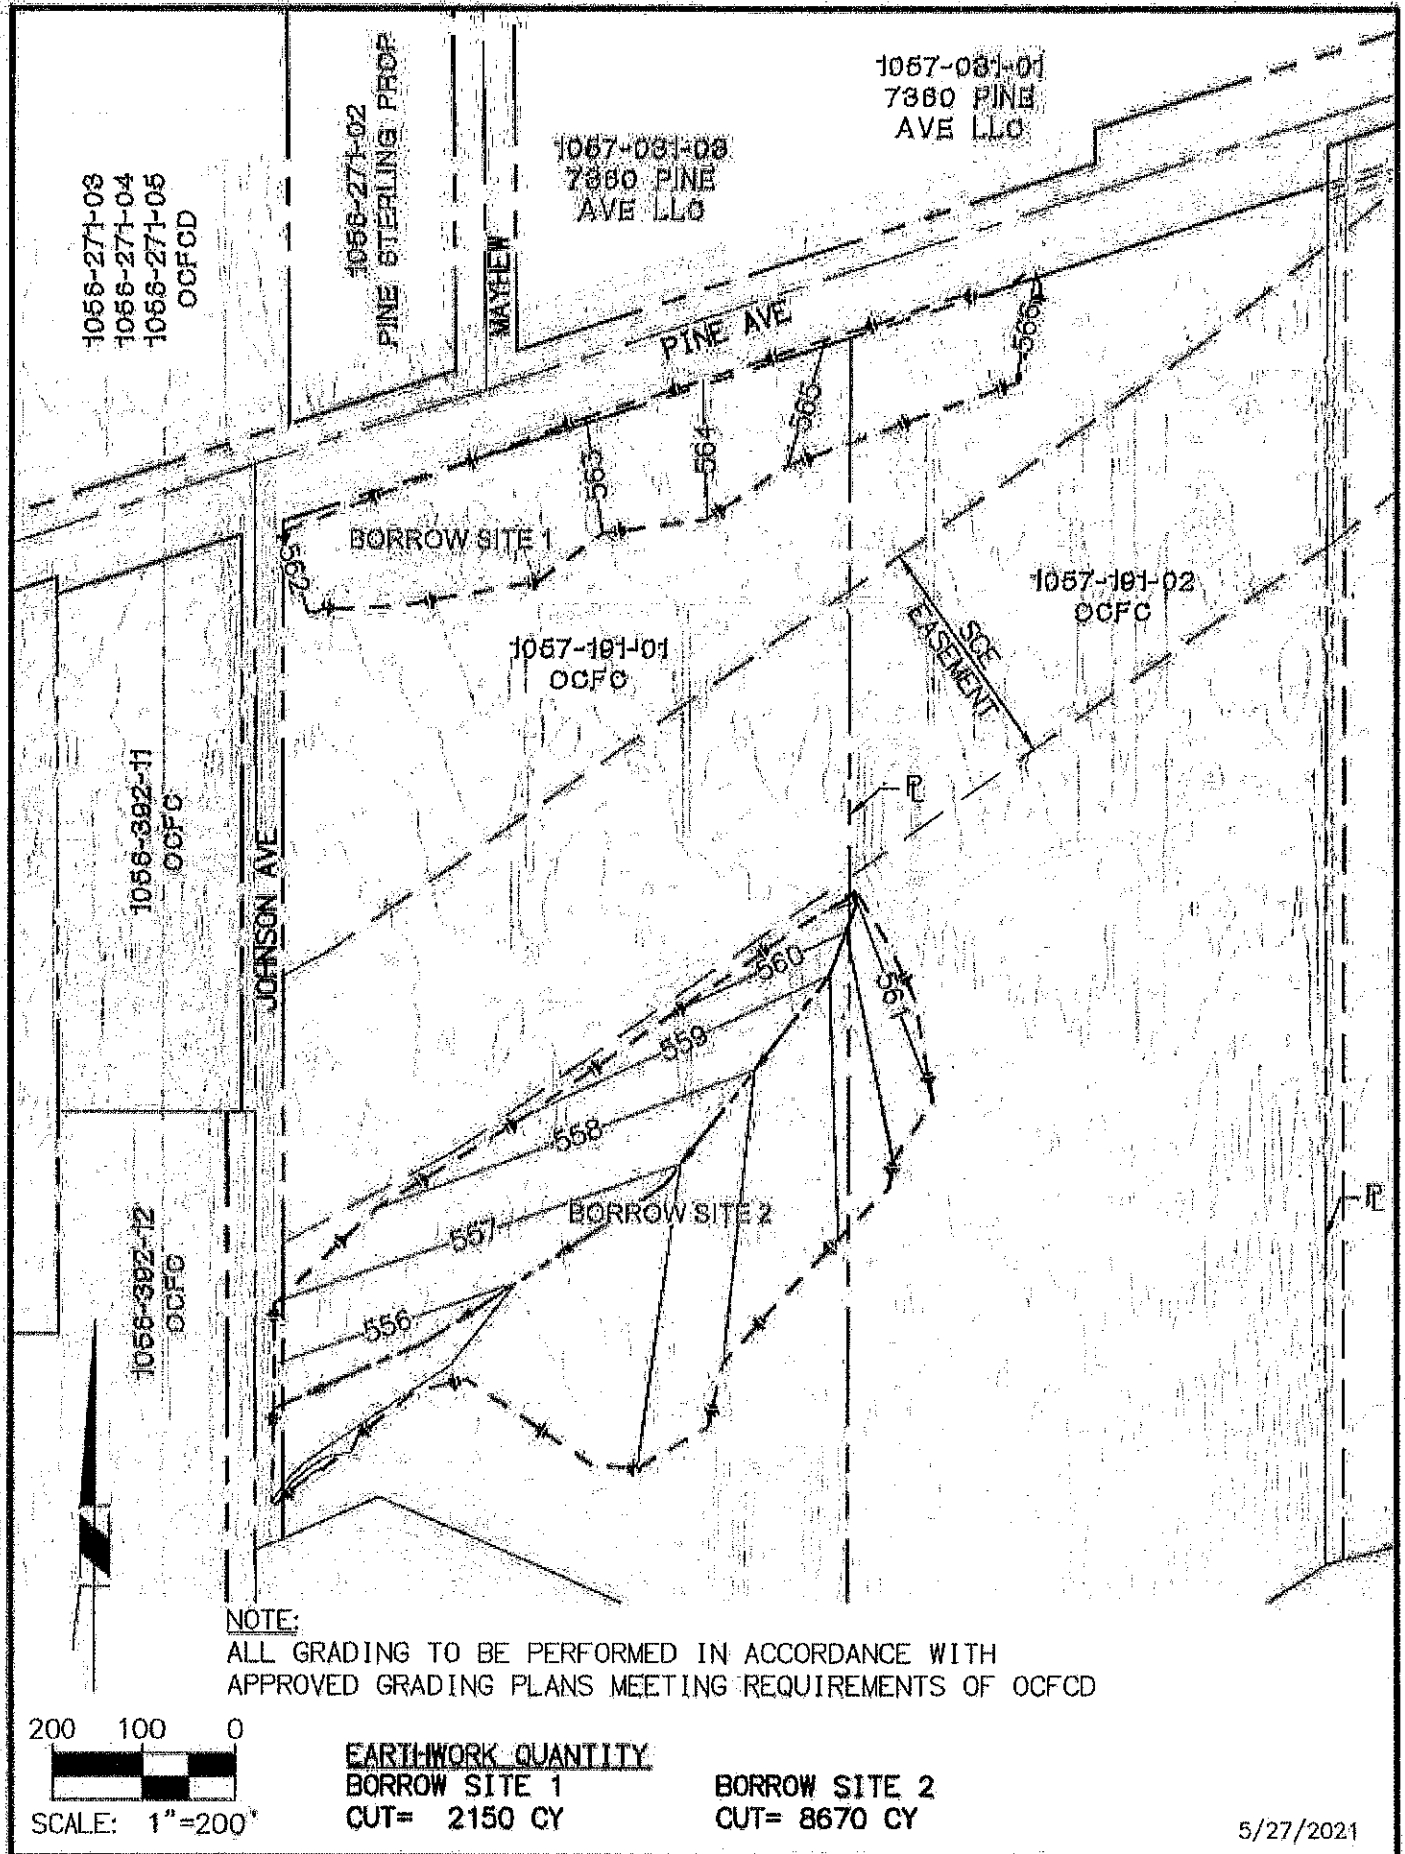 1056-271-03
1056-271-04
1056-271-05
OCFCD
1056-271-02
PINE STERLING PROP
MAYHEW
1057-031-03
7360 PINE
AVE LLC
1057-031-01
7360 PINE
AVE LLC
PINE AVE
566
565
564
563
562
BORROW SITE 1
1057-191-01
OCFC
1057-191-02
OCFC
SCE
EASEMENT
1056-392-11
OCFC
JOHNSON AVE
PL
560
561
559
558
557
556
BORROW SITE 2
PL
1056-392-12
OCFC
NOTE:
ALL GRADING TO BE PERFORMED IN ACCORDANCE WITH
APPROVED GRADING PLANS MEETING REQUIREMENTS OF OCFCD
200 100 0
SCALE: 1"=200'
EARTHWORK QUANTITY
BORROW SITE 1
CUT= 2150 CY
BORROW SITE 2
CUT= 8670 CY
5/27/2021